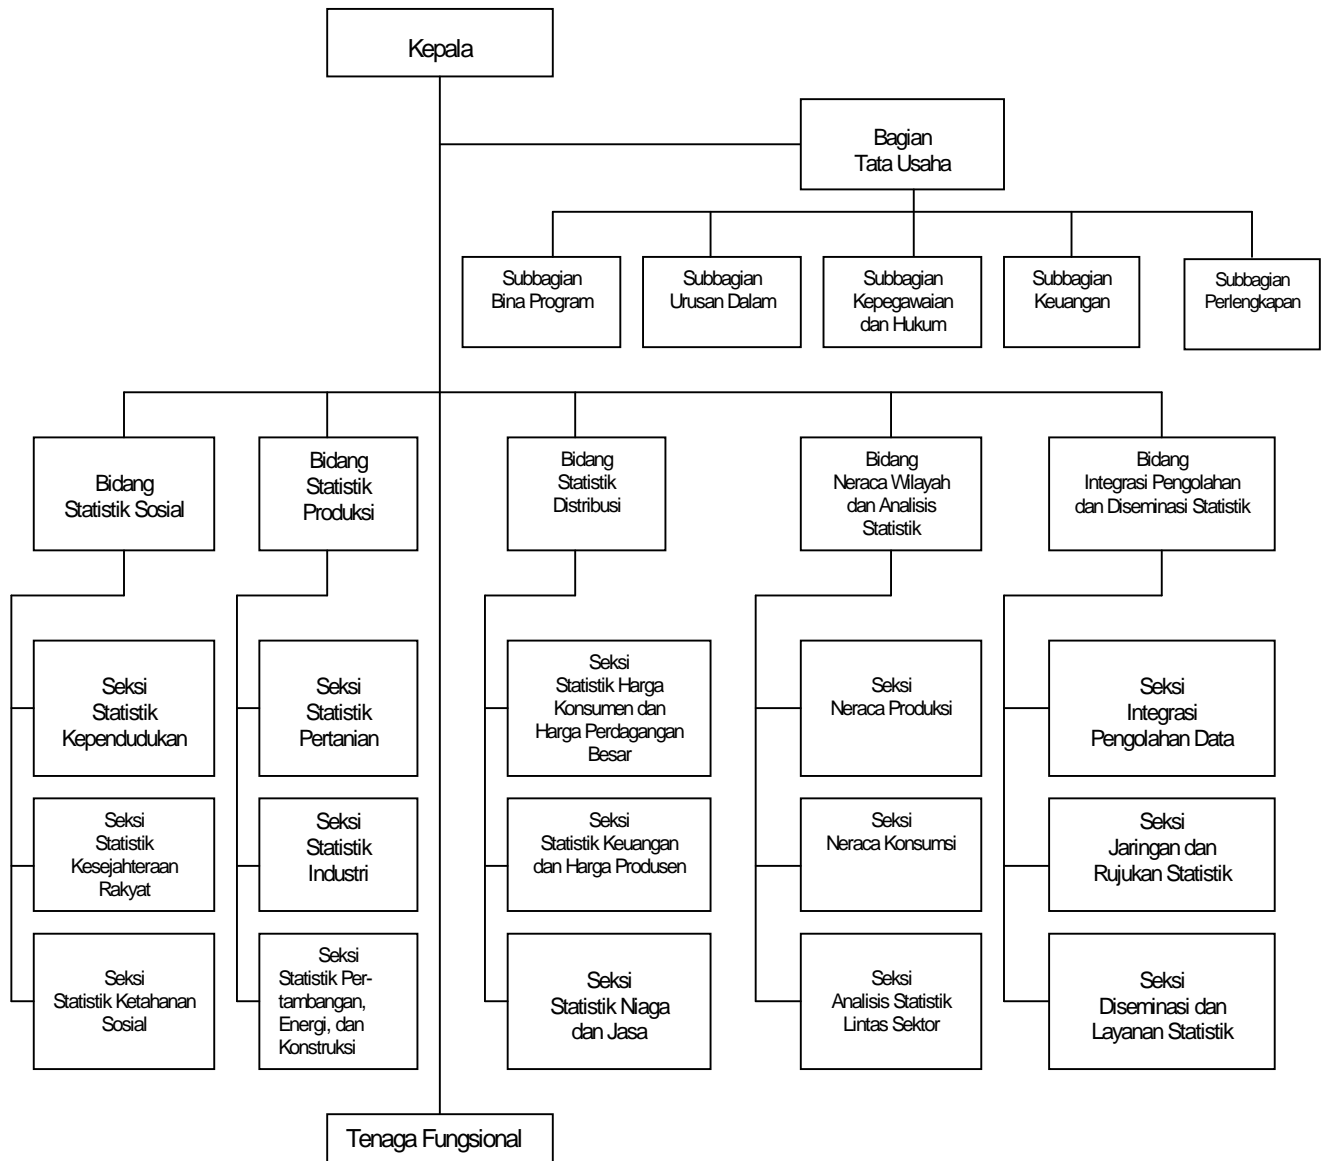 Kepala
Bagian
Tata Usaha
Subbagian
Bina Program
Subbagian
Urusan Dalam
Subbagian
Kepegawaian
dan Hukum
Subbagian
Keuangan
Subbagian
Perlengkapan
Bidang
Statistik Sosial
Bidang
Statistik
Produksi
Bidang
Statistik
Distribusi
Bidang
Neraca Wilayah
dan Analisis
Statistik
Bidang
Integrasi Pengolahan
dan Diseminasi Statistik
Seksi
Statistik
Kependudukan
Seksi
Statistik
Pertanian
Seksi
Statistik Harga
Konsumen dan
Harga Perdagangan
Besar
Seksi
Neraca Produksi
Seksi
Integrasi
Pengolahan Data
Seksi
Statistik
Kesejahteraan
Rakyat
Seksi
Statistik
Industri
Seksi
Statistik Keuangan
dan Harga Produsen
Seksi
Neraca Konsumsi
Seksi
Jaringan dan
Rujukan Statistik
Seksi
Statistik Ketahanan
Sosial
Seksi
Statistik Per-
tambangan,
Energi, dan
Konstruksi
Seksi
Statistik Niaga
dan Jasa
Seksi
Analisis Statistik
Lintas Sektor
Seksi
Diseminasi dan
Layanan Statistik
Tenaga Fungsional